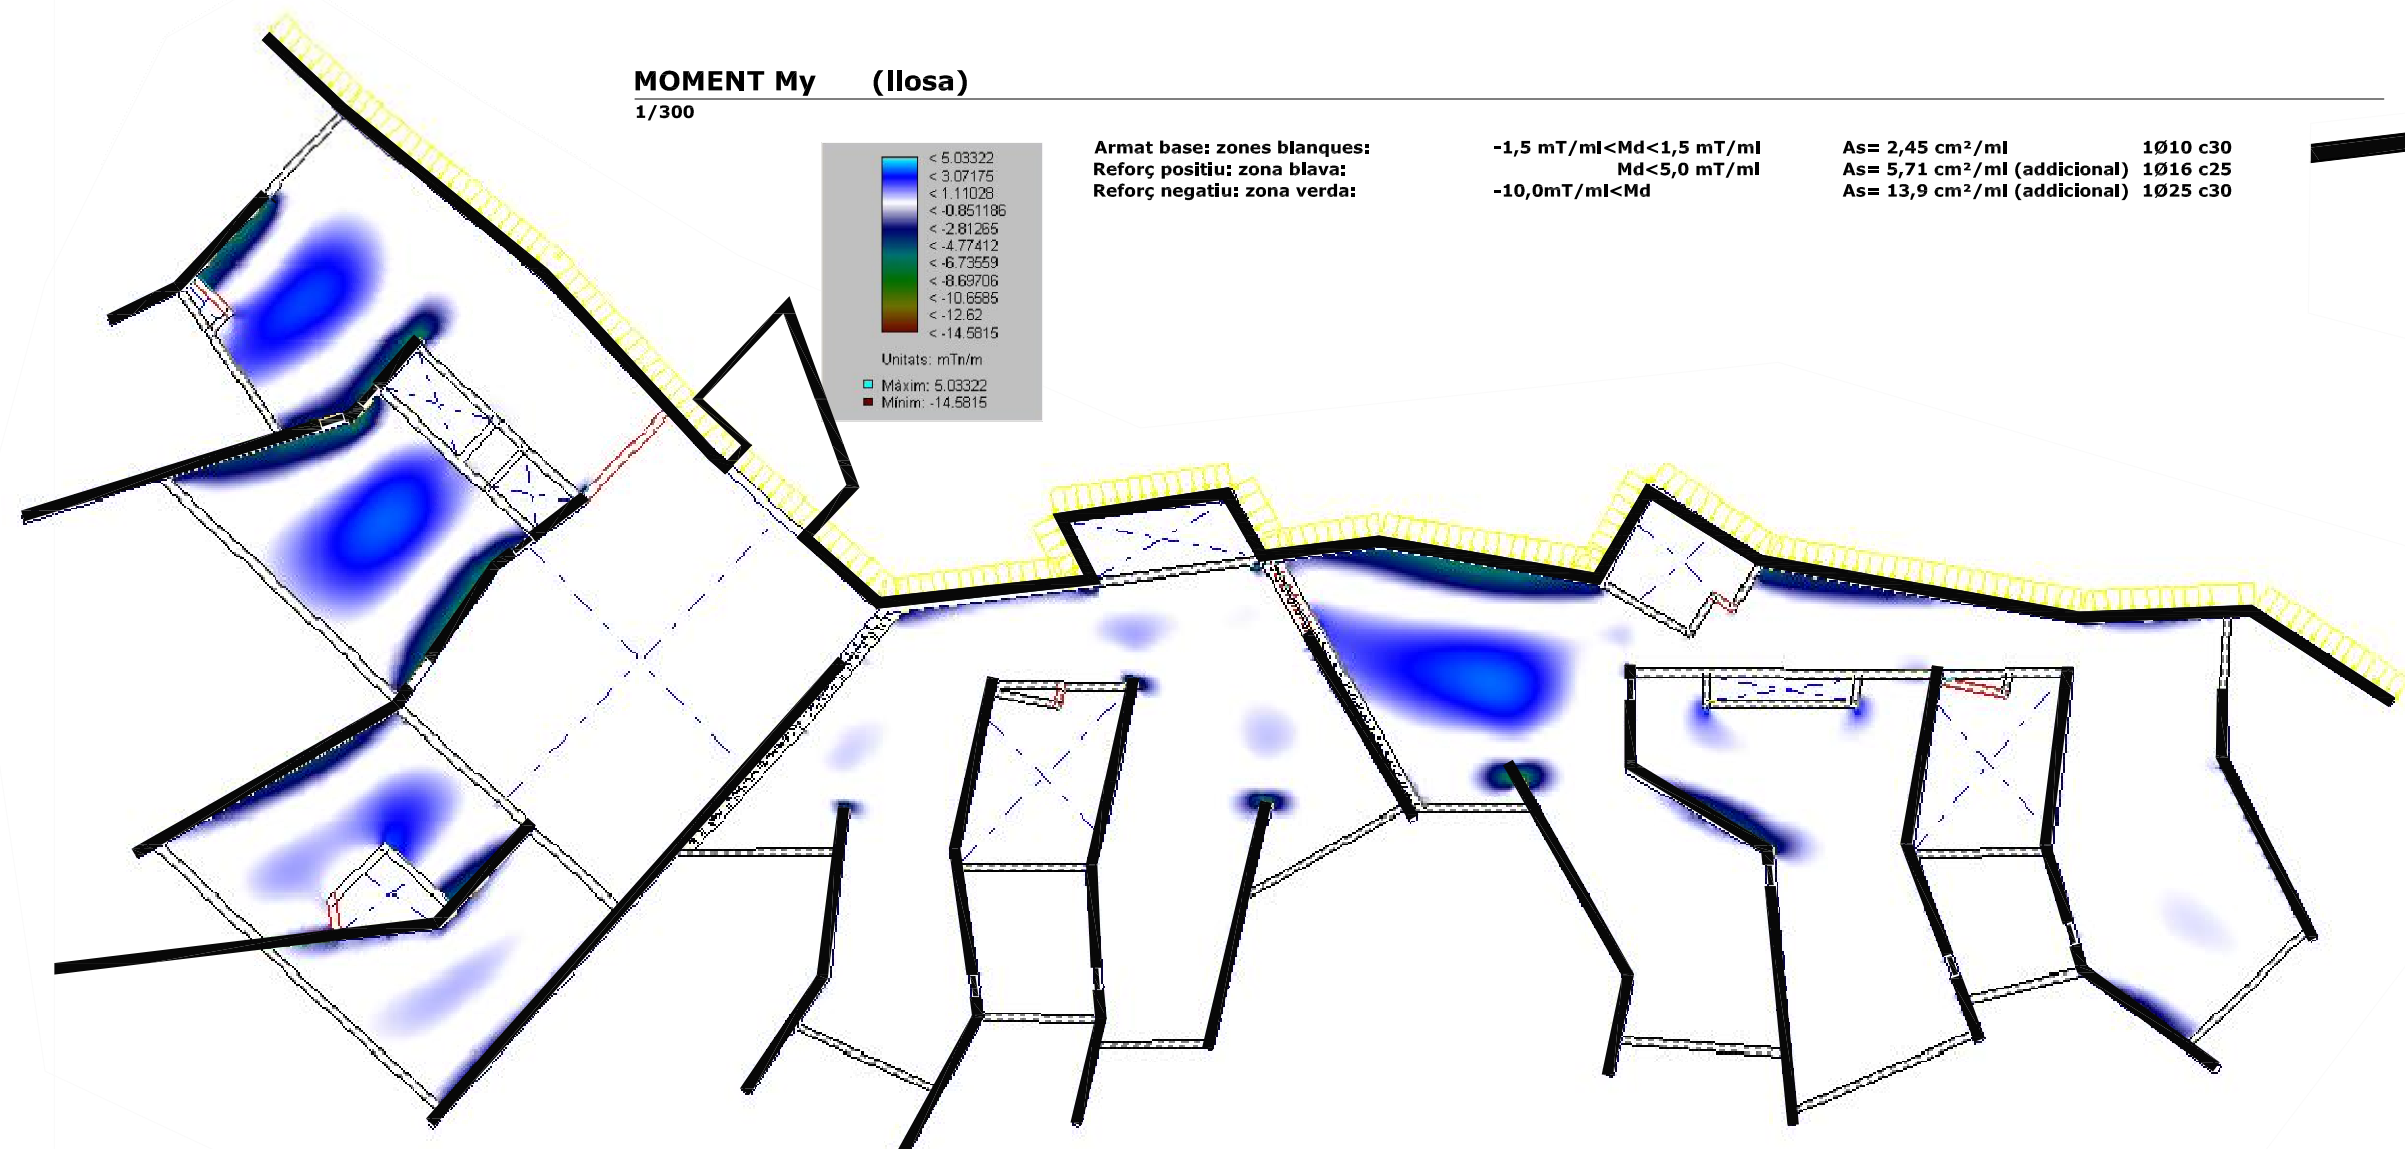 MOMENT My (llosa)
1/300
Armat base: zones blanques: -1,5 mT/ml<Md<1,5 mT/ml As= 2,45 cm²/ml 1Ø10 c30
Reforç positiu: zona blava: Md<5,0 mT/ml As= 5,71 cm²/ml (addicional) 1Ø16 c25
Reforç negatiu: zona verda: -10,0mT/ml<Md As= 13,9 cm²/ml (addicional) 1Ø25 c30
< 5.03322
< 3.07175
< 1.11028
< -0.851186
< -2.81265
< -4.77412
< -6.73559
< -8.69706
< -10.6585
< -12.62
< -14.5815
Unitats: mTn/m
Màxim: 5.03322
Mínim: -14.5815